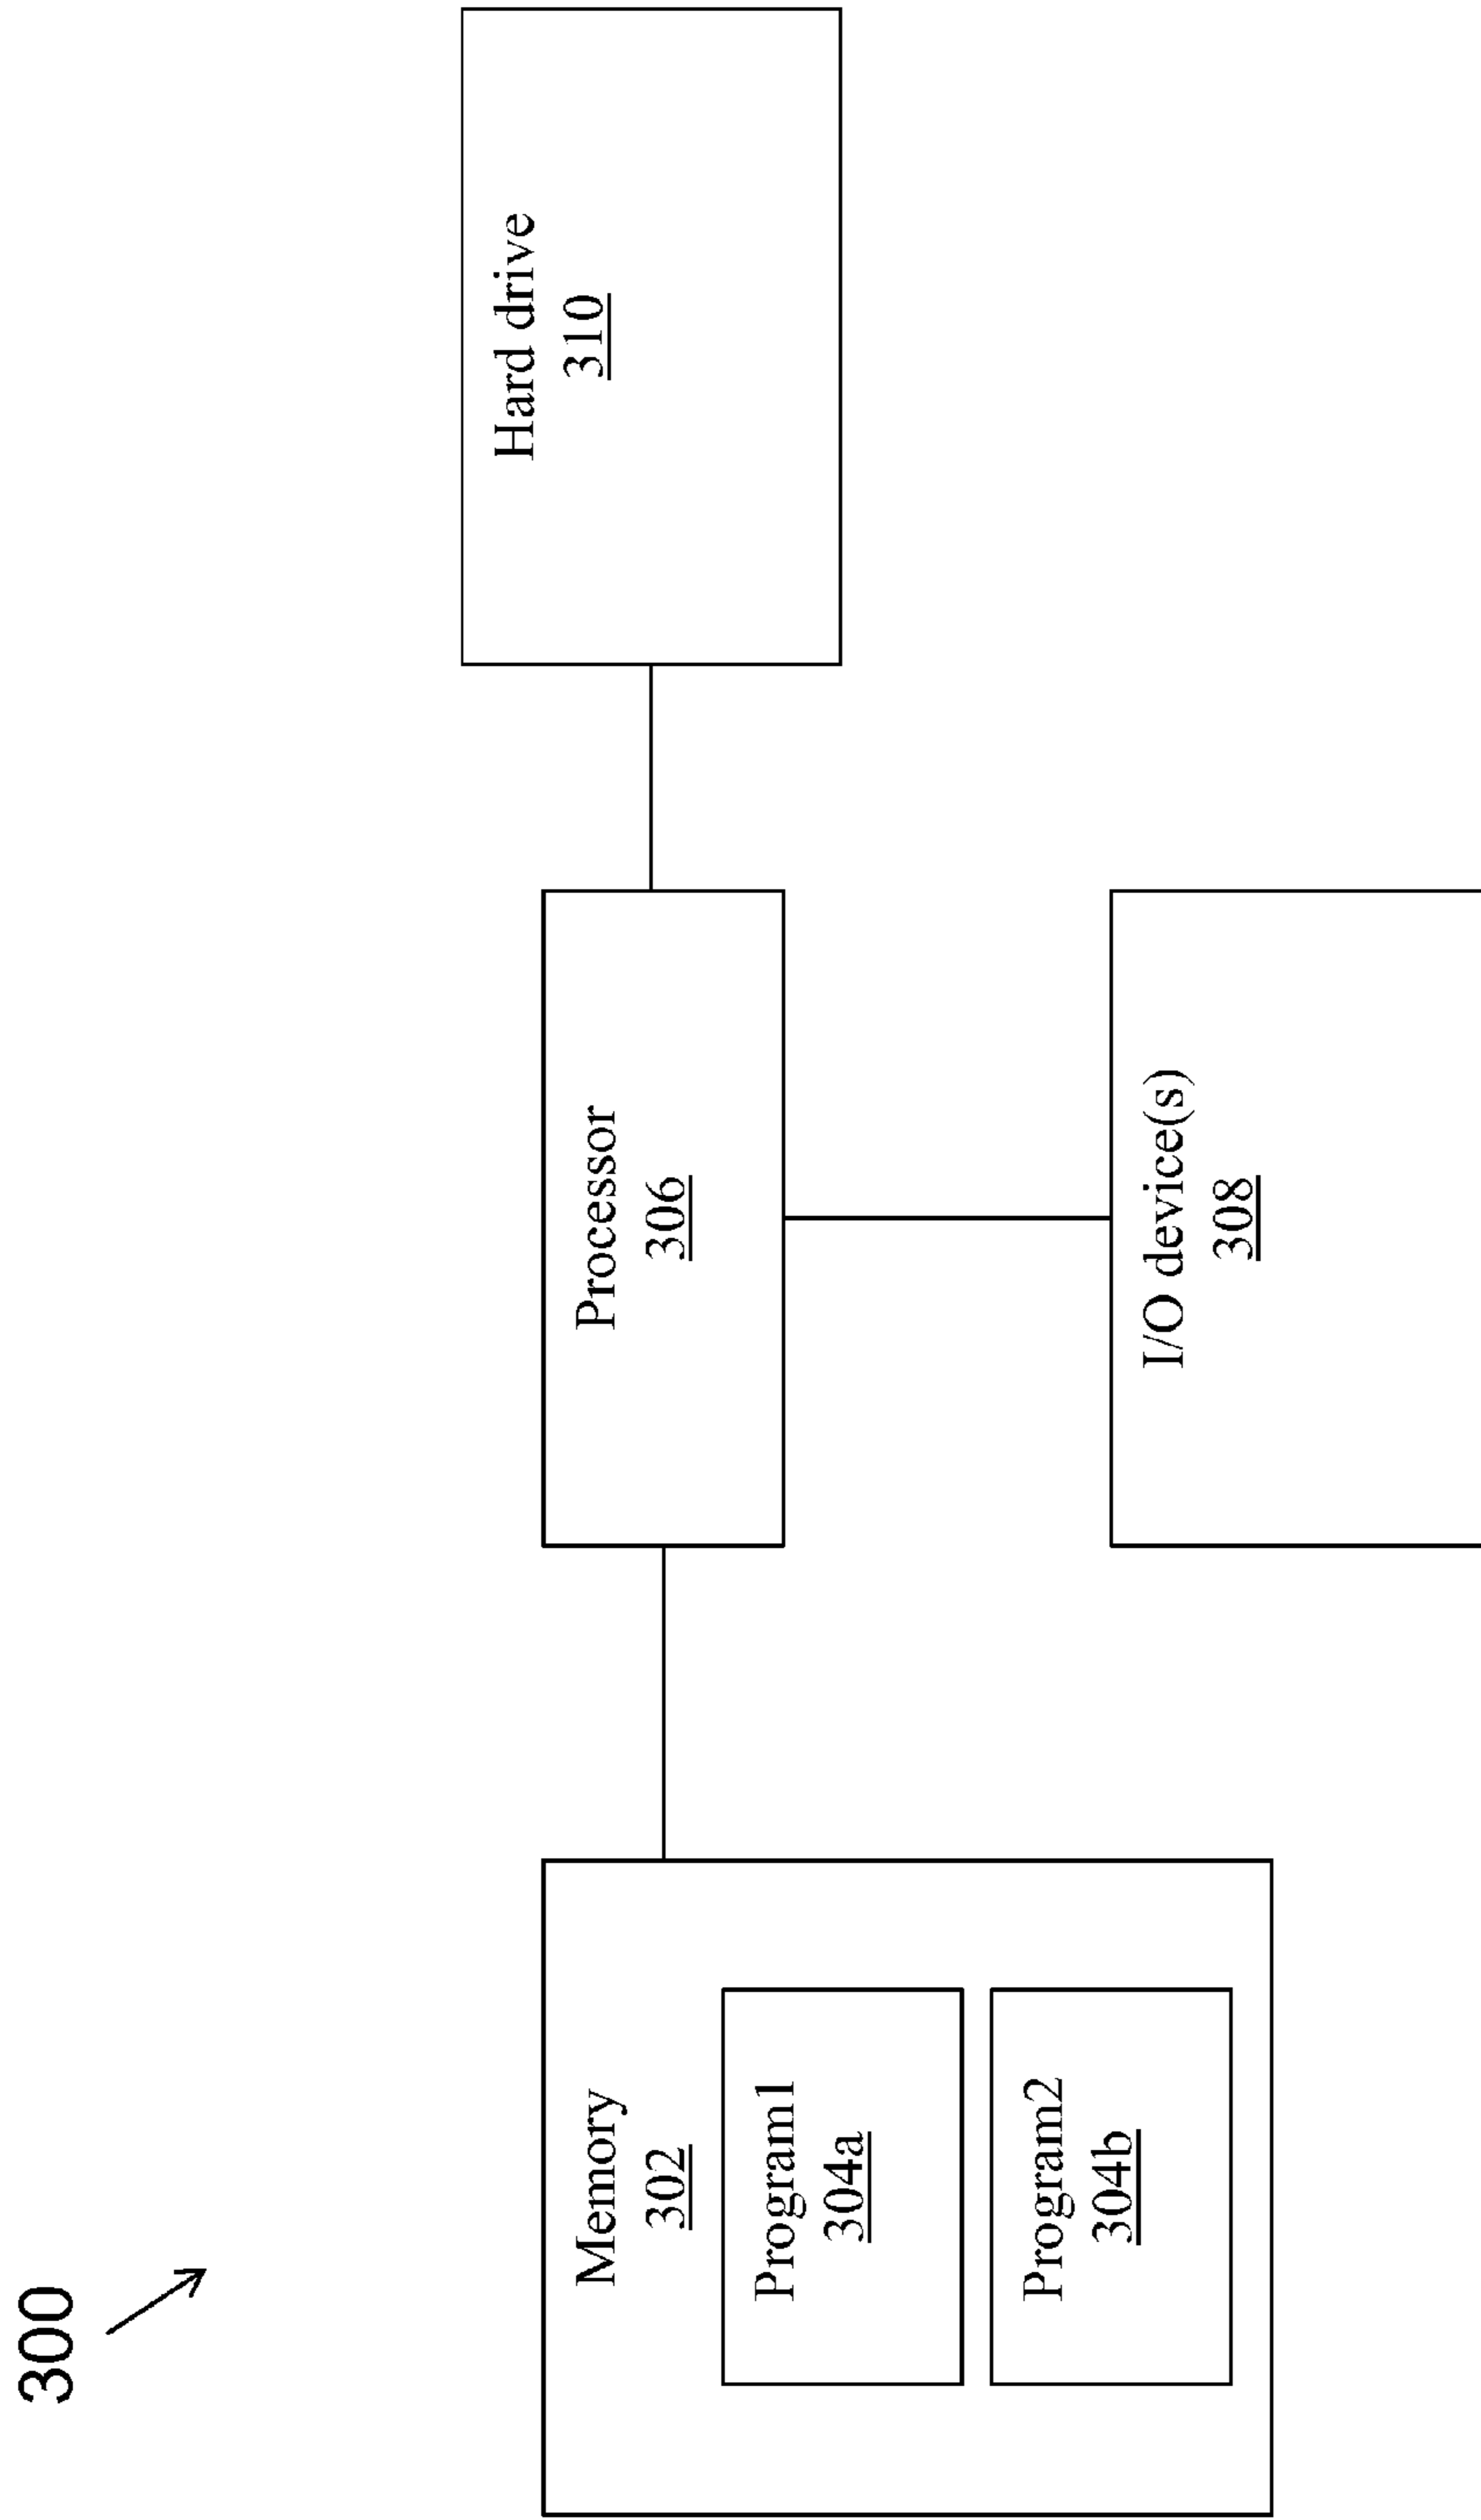 300
Memory
302
Program1
304a
Program2
304b
Processor
306
I/O device(s)
308
Hard drive
310